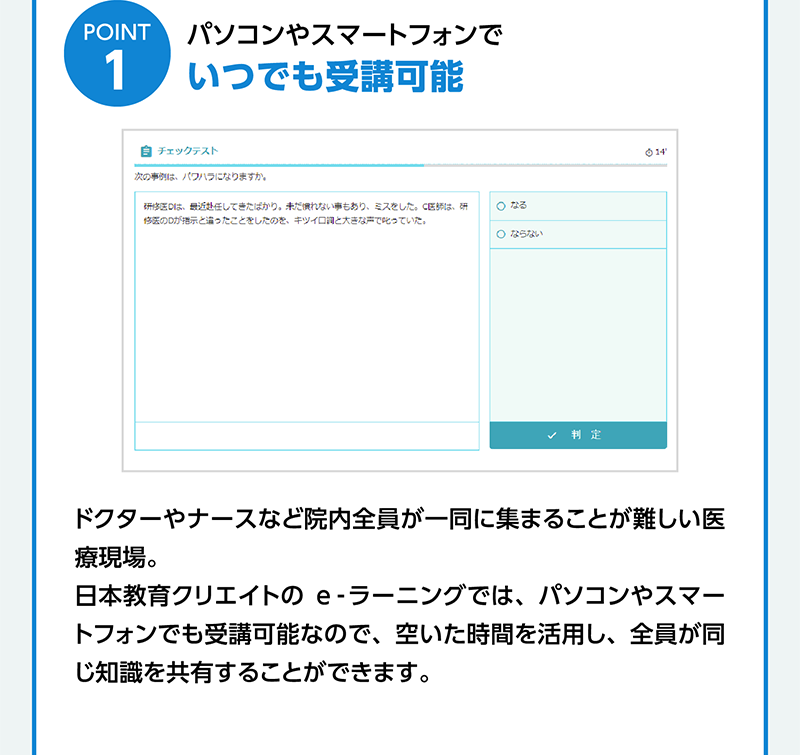 POINT
1
パソコンやスマートフォンで
いつでも受講可能
チェックテスト
14'
次の事例は、パワハラになりますか。
研修医Dは、最近赴任してきたばかり。未だ慣れない事もあり、ミスをした。C医師は、研
修医のDが指示と違ったことをしたのを、キツイ口調と大きな声で叱っていた。
なる
ならない
判 定
ドクターやナースなど院内全員が一同に集まることが難しい医
療現場。
日本教育クリエイトの e-ラーニングでは、パソコンやスマー
トフォンでも受講可能なので、空いた時間を活用し、全員が同
じ知識を共有することができます。